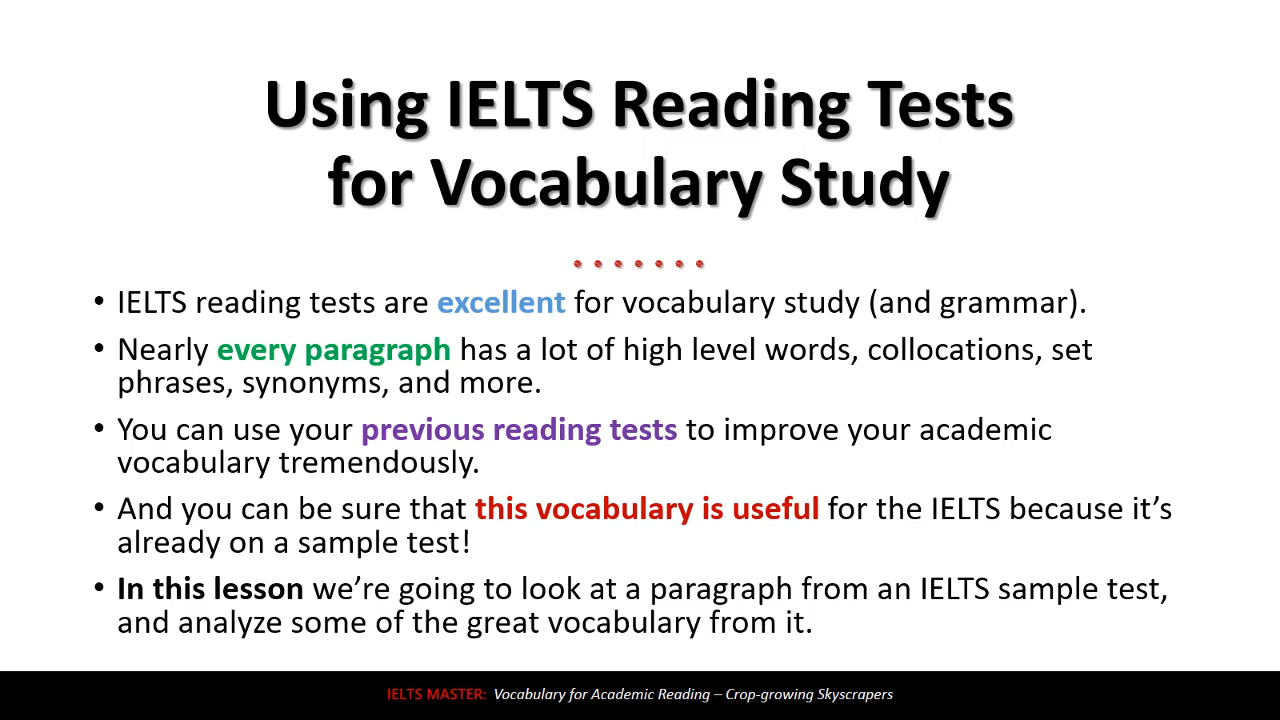 Using IELTS Reading Tests
for Vocabulary Study
• IELTS reading tests are excellent for vocabulary study (and grammar).
• Nearly every paragraph has a lot of high level words, collocations, set
phrases, synonyms, and more.
• You can use your previous reading tests to improve your academic
vocabulary tremendously.
• And you can be sure that this vocabulary is useful for the IELTS because it’s
already on a sample test!
• In this lesson we’re going to look at a paragraph from an IELTS sample test,
and analyze some of the great vocabulary from it.
IELTS MASTER: Vocabulary for Academic Reading – Crop-growing Skyscrapers